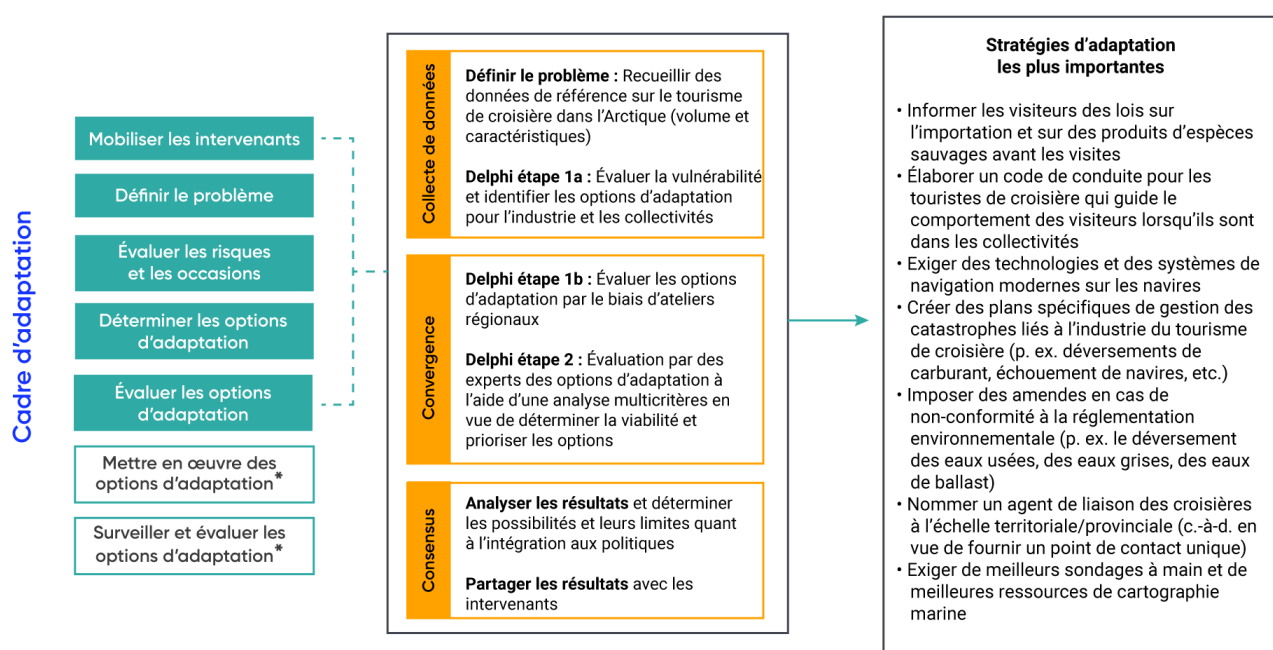 Cadre d'adaptation
Mobiliser les intervenants
Définir le problème
Évaluer les risques
et les occasions
Déterminer les options
d'adaptation
Évaluer les options
d'adaptation
Mettre en œuvre des
options d'adaptation*
Surveiller et évaluer les
options d'adaptation*
Collecte de données
Définir le problème : Recueillir des
données de référence sur le tourisme
de croisière dans l'Arctique (volume et
caractéristiques)
Delphi étape 1a : Évaluer la vulnérabilité
et identifier les options d'adaptation
pour l'industrie et les collectivités
Convergence
Delphi étape 1b : Évaluer les options
d'adaptation par le biais d'ateliers
régionaux
Delphi étape 2 : Évaluation par des
experts des options d'adaptation à
l'aide d'une analyse multicritères en
vue de déterminer la viabilité et
prioriser les options
Consensus
Analyser les résultats et déterminer
les possibilités et leurs limites quant
à l'intégration aux politiques
Partager les résultats avec les
intervenants
Stratégies d'adaptation
les plus importantes
• Informer les visiteurs des lois sur
l'importation et sur des produits d'espèces
sauvages avant les visites
• Élaborer un code de conduite pour les
touristes de croisière qui guide le
comportement des visiteurs lorsqu'ils sont
dans les collectivités
• Exiger des technologies et des systèmes de
navigation modernes sur les navires
• Créer des plans spécifiques de gestion des
catastrophes liés à l'industrie du tourisme
de croisière (p. ex. déversements de
carburant, échouement de navires, etc.)
• Imposer des amendes en cas de
non-conformité à la réglementation
environnementale (p. ex. le déversement
des eaux usées, des eaux grises, des eaux
de ballast)
• Nommer un agent de liaison des croisières
à l'échelle territoriale/provinciale (c.-à-d. en
vue de fournir un point de contact unique)
• Exiger de meilleurs sondages à main et de
meilleures ressources de cartographie
marine